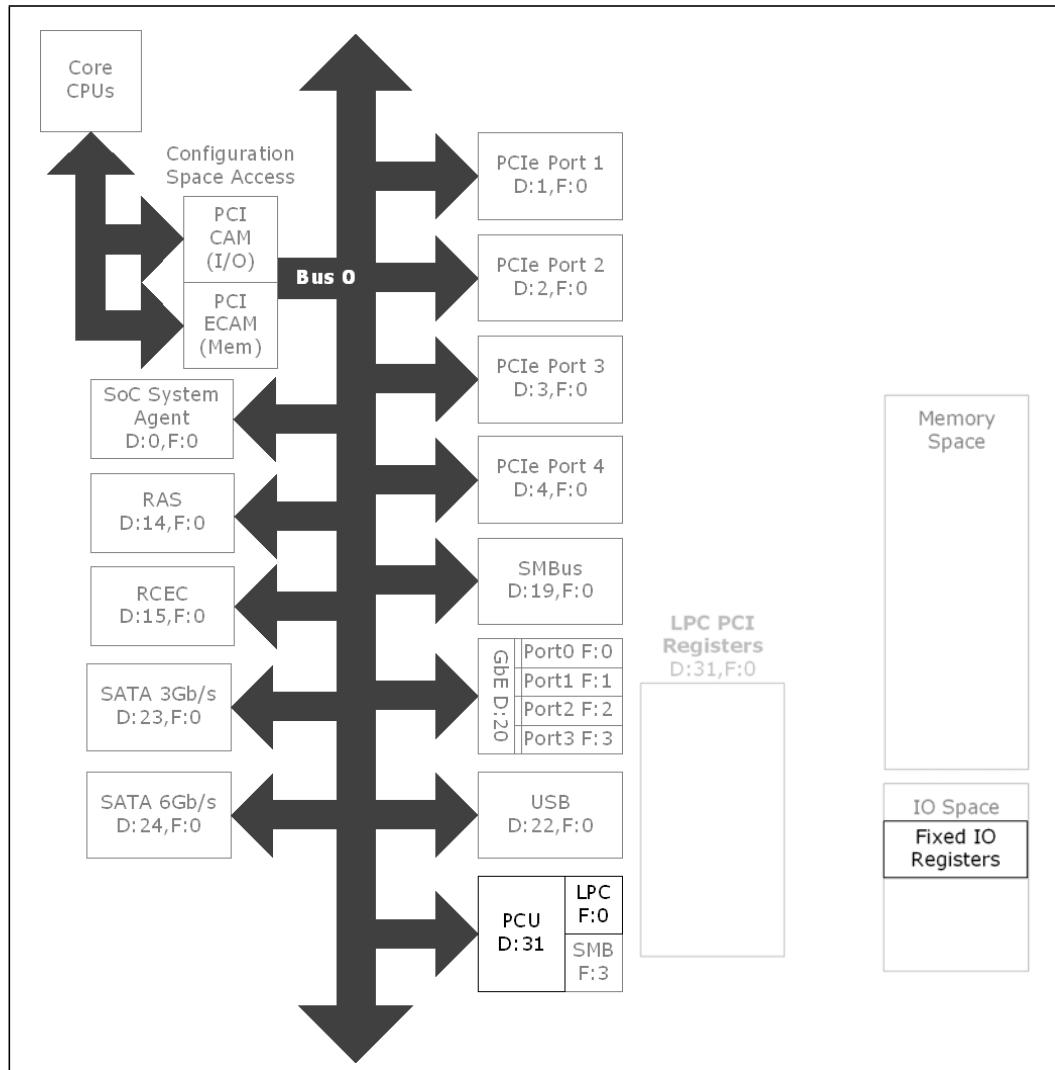 Core
CPUs
Configuration
Space Access
PCI
CAM
(I/O)
PCI
ECAM
(Mem)
Bus 0
SoC System
Agent
D:0,F:0
RAS
D:14,F:0
RCEC
D:15,F:0
SATA 3Gb/s
D:23,F:0
SATA 6Gb/s
D:24,F:0
PCIe Port 1
D:1,F:0
PCIe Port 2
D:2,F:0
PCIe Port 3
D:3,F:0
PCIe Port 4
D:4,F:0
SMBus
D:19,F:0
GbE D:20
Port0 F:0
Port1 F:1
Port2 F:2
Port3 F:3
USB
D:22,F:0
PCU
D:31
LPC
F:0
SMB
F:3
LPC PCI
Registers
D:31,F:0
Memory
Space
IO Space
Fixed IO
Registers